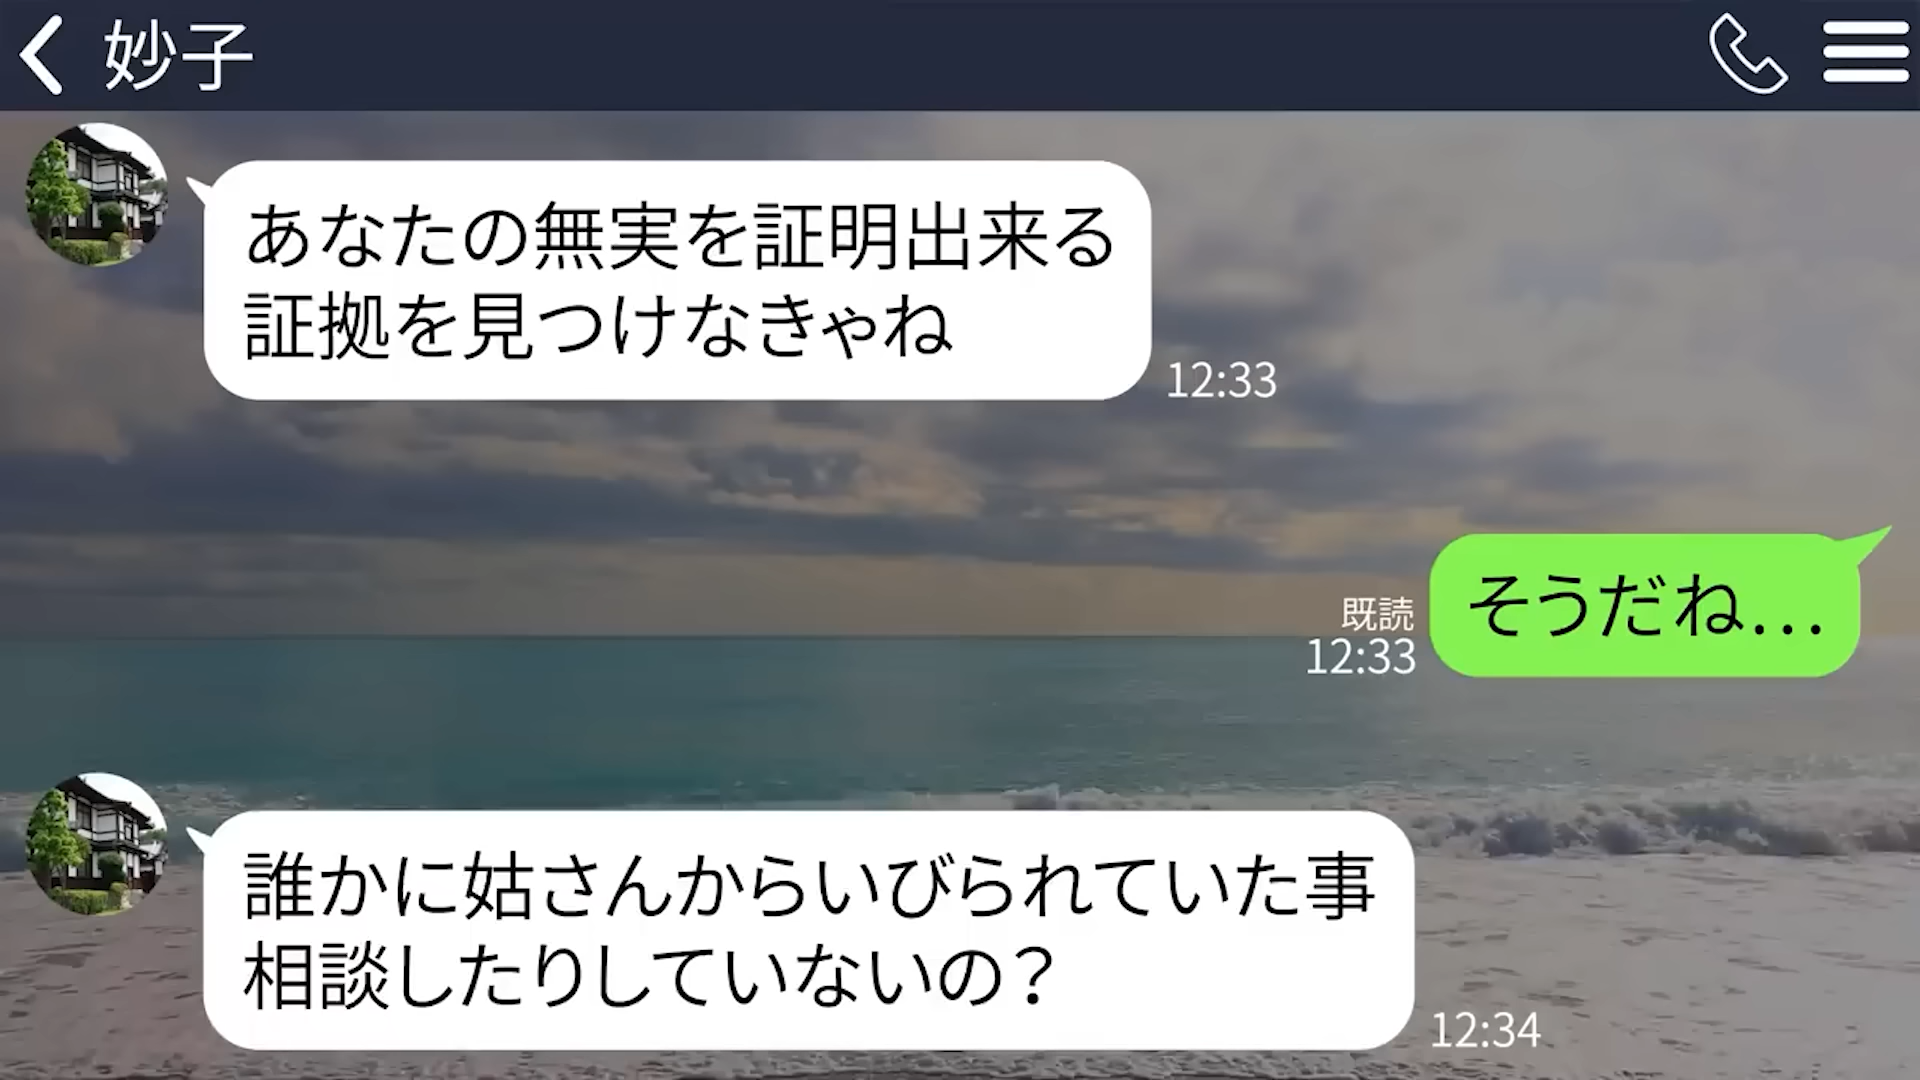 妙子
あなたの無実を証明出来る
証拠を見つけなきゃね
12:33
そうだね...
既読
12:33
誰かに姑さんからいびられていた事
相談したりしていないの？
12:34